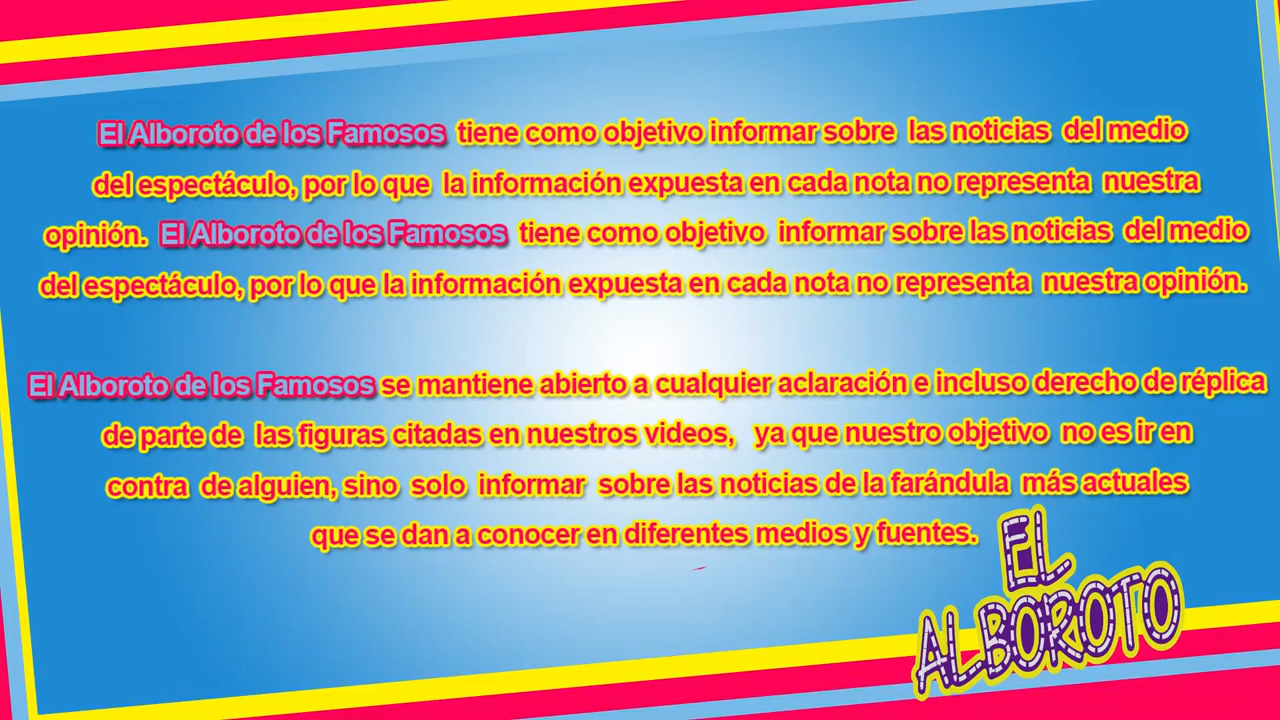 El Alboroto de los Famosos tiene como objetivo informar sobre las noticias del medio
del espectáculo, por lo que la información expuesta en cada nota no representa nuestra
opinión. El Alboroto de los Famosos tiene como objetivo informar sobre las noticias del medio
del espectáculo, por lo que la información expuesta en cada nota no representa nuestra opinión.
El Alboroto de los Famosos se mantiene abierto a cualquier aclaración e incluso derecho de réplica
de parte de las figuras citadas en nuestros videos, ya que nuestro objetivo no es ir en
contra de alguien, sino solo informar sobre las noticias de la farándula más actuales
que se dan a conocer en diferentes medios y fuentes.
EL
ALBOROTO